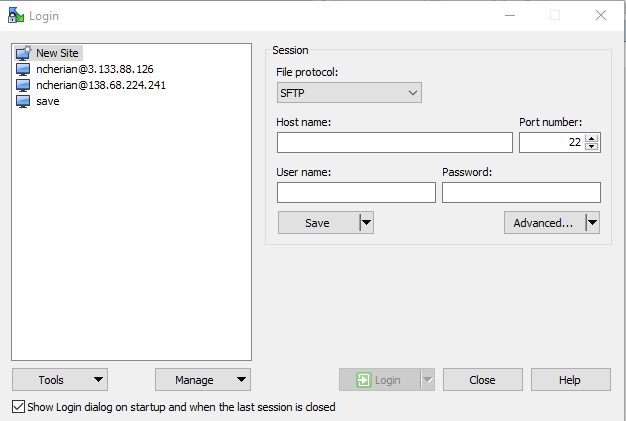 Login
New Site
ncherian@3.133.88.126
ncherian@138.68.224.241
save
Session
File protocol:
SFTP
Host name:
Port number:
22
User name:
Password:
Save
Advanced...
Tools
Manage
Login
Close
Help
Show Login dialog on startup and when the last session is closed